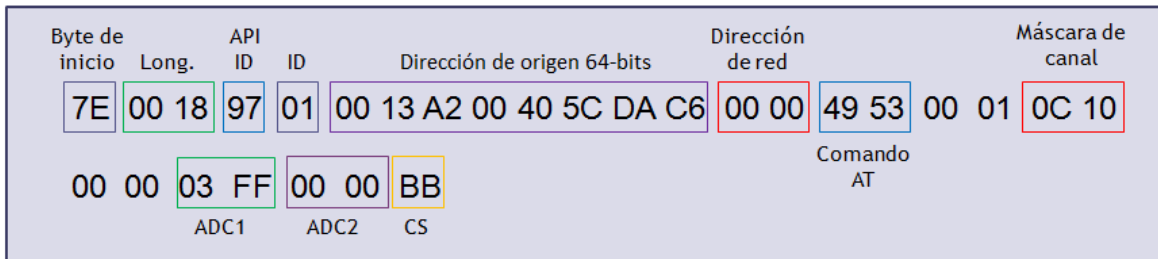 Byte de inicio Long. API ID ID Dirección de origen 64-bits Dirección de red Máscara de canal
7E 00 18 97 01 00 13 A2 00 40 5C DA C6 00 00 49 53 00 01 0C 10
Comando AT
00 00 03 FF 00 00 BB
ADC1 ADC2 CS